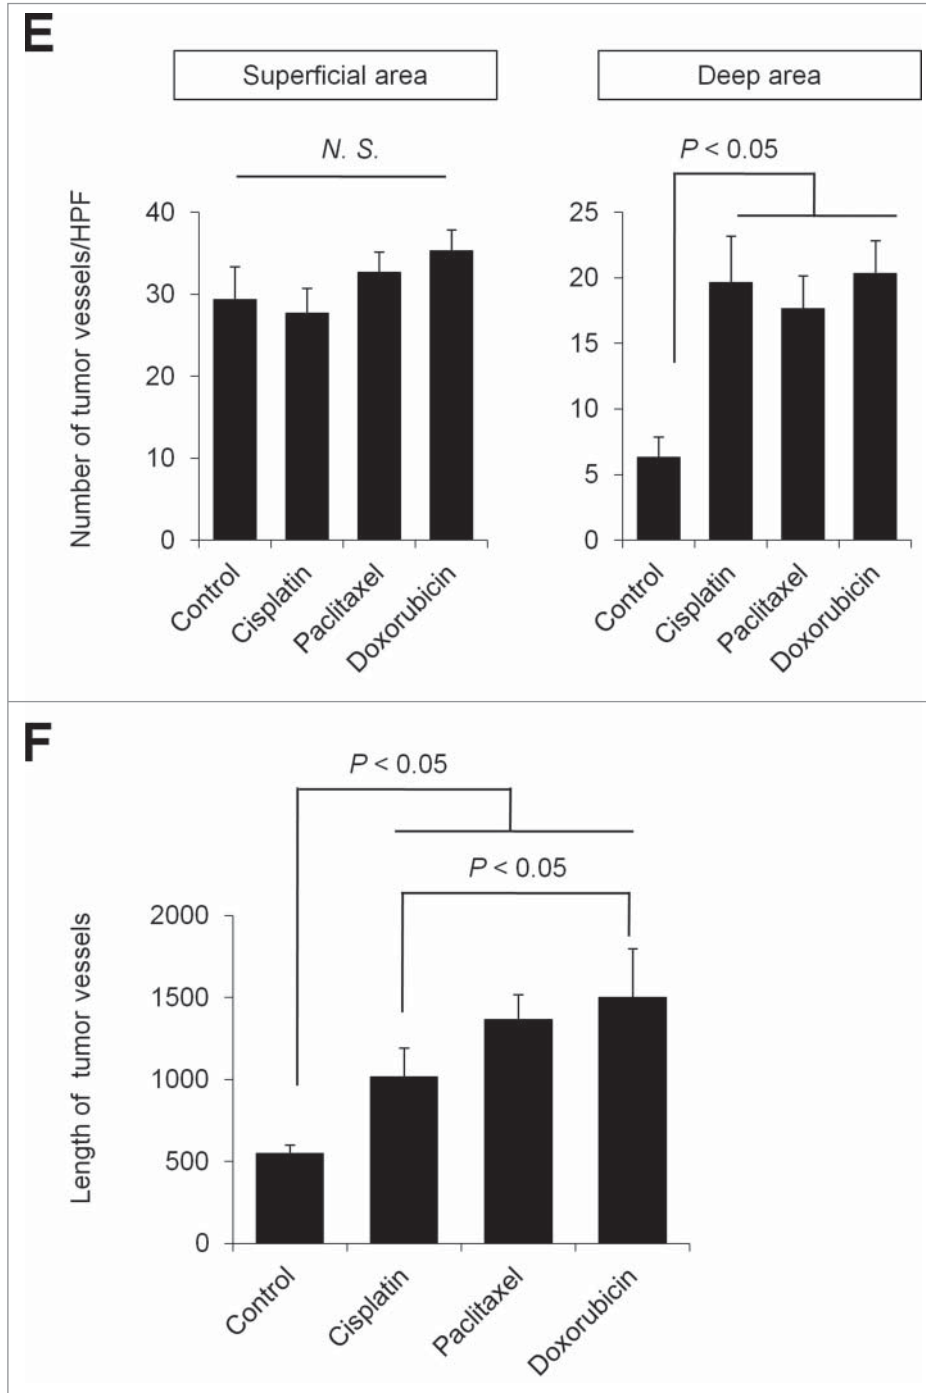 E
Superficial area
Deep area
N. S.
P < 0.05
Number of tumor vessels/HPF
40
30
20
10
0
Control
Cisplatin
Paclitaxel
Doxorubicin
25
20
15
10
5
0
Control
Cisplatin
Paclitaxel
Doxorubicin
F
P < 0.05
P < 0.05
Length of tumor vessels
2000
1500
1000
500
0
Control
Cisplatin
Paclitaxel
Doxorubicin